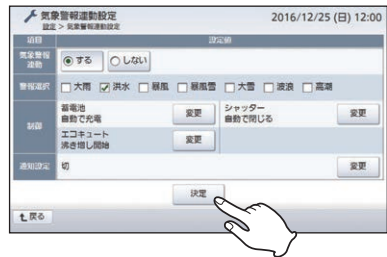 気象警報連動設定
設定 > 気象警報連動設定
2016/12/25 (日) 12:00
項目
設定値
気象警報
連動
する
しない
警報選択
大雨
洪水
暴風
暴風雪
大雪
波浪
高潮
制御
蓄電池
自動で充電
変更
シャッター
自動で閉じる
変更
エコキュート
沸き増し開始
変更
通知設定
切
変更
決定
戻る